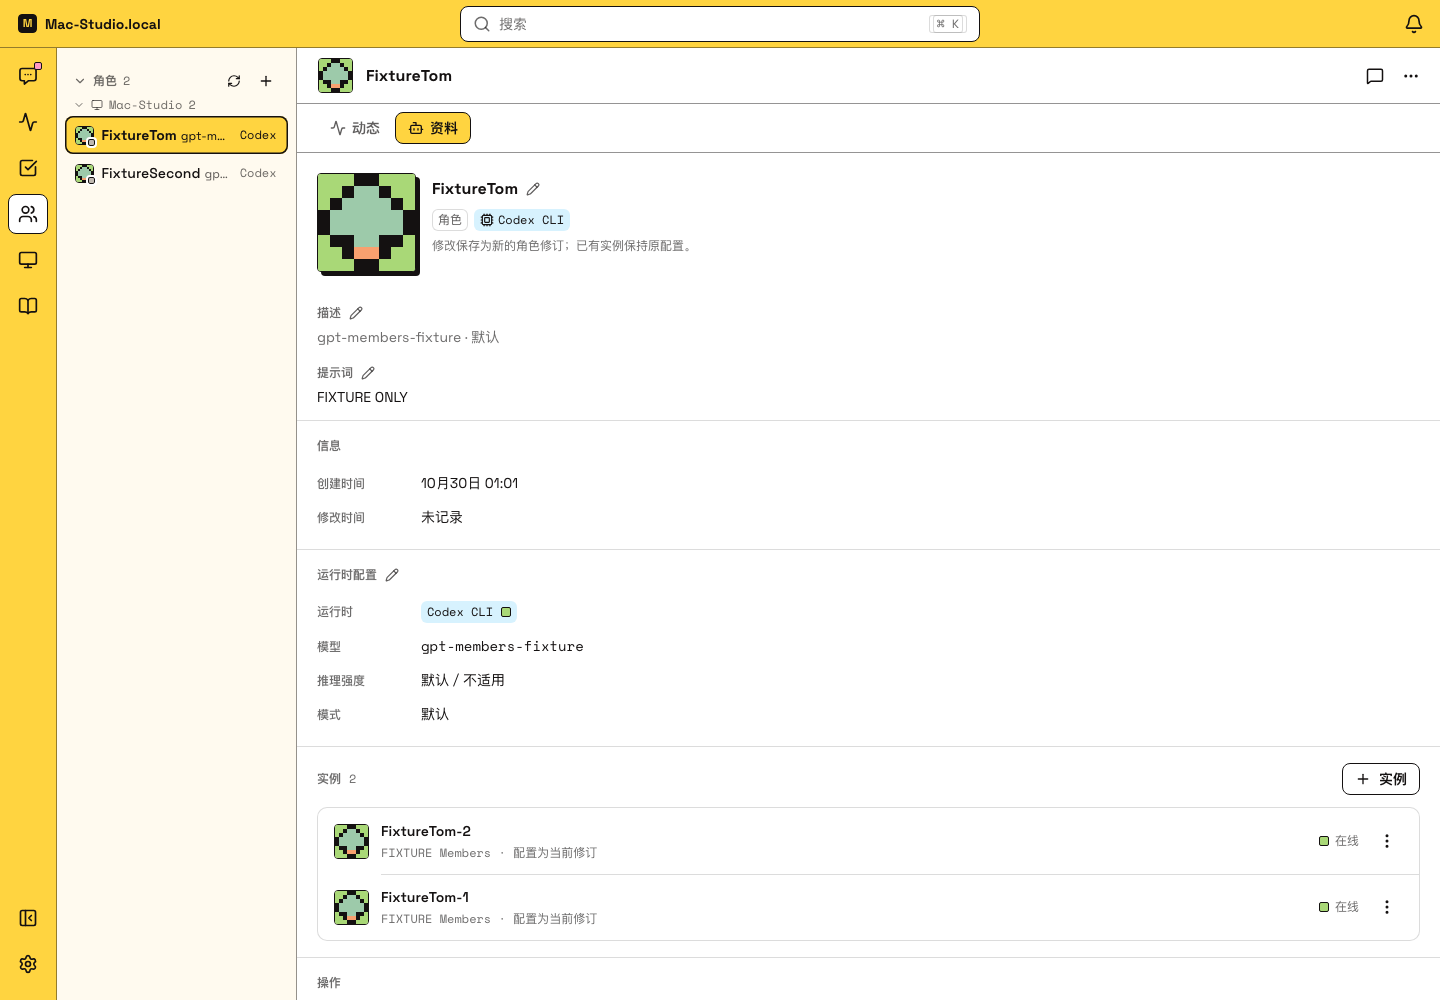 M Mac-Studio.local
搜索
⌘ K
角色 2
Mac-Studio 2
FixtureTom gpt-m... Codex
FixtureSecond gp... Codex
FixtureTom
动态
资料
FixtureTom
角色
Codex CLI
修改保存为新的角色修订；已有实例保持原配置。
描述
gpt-members-fixture · 默认
提示词
FIXTURE ONLY
信息
创建时间 10月30日 01:01
修改时间 未记录
运行时配置
运行时 Codex CLI
模型 gpt-members-fixture
推理强度 默认 / 不适用
模式 默认
实例 2
实例
FixtureTom-2
FIXTURE Members · 配置为当前修订
在线
FixtureTom-1
FIXTURE Members · 配置为当前修订
在线
操作